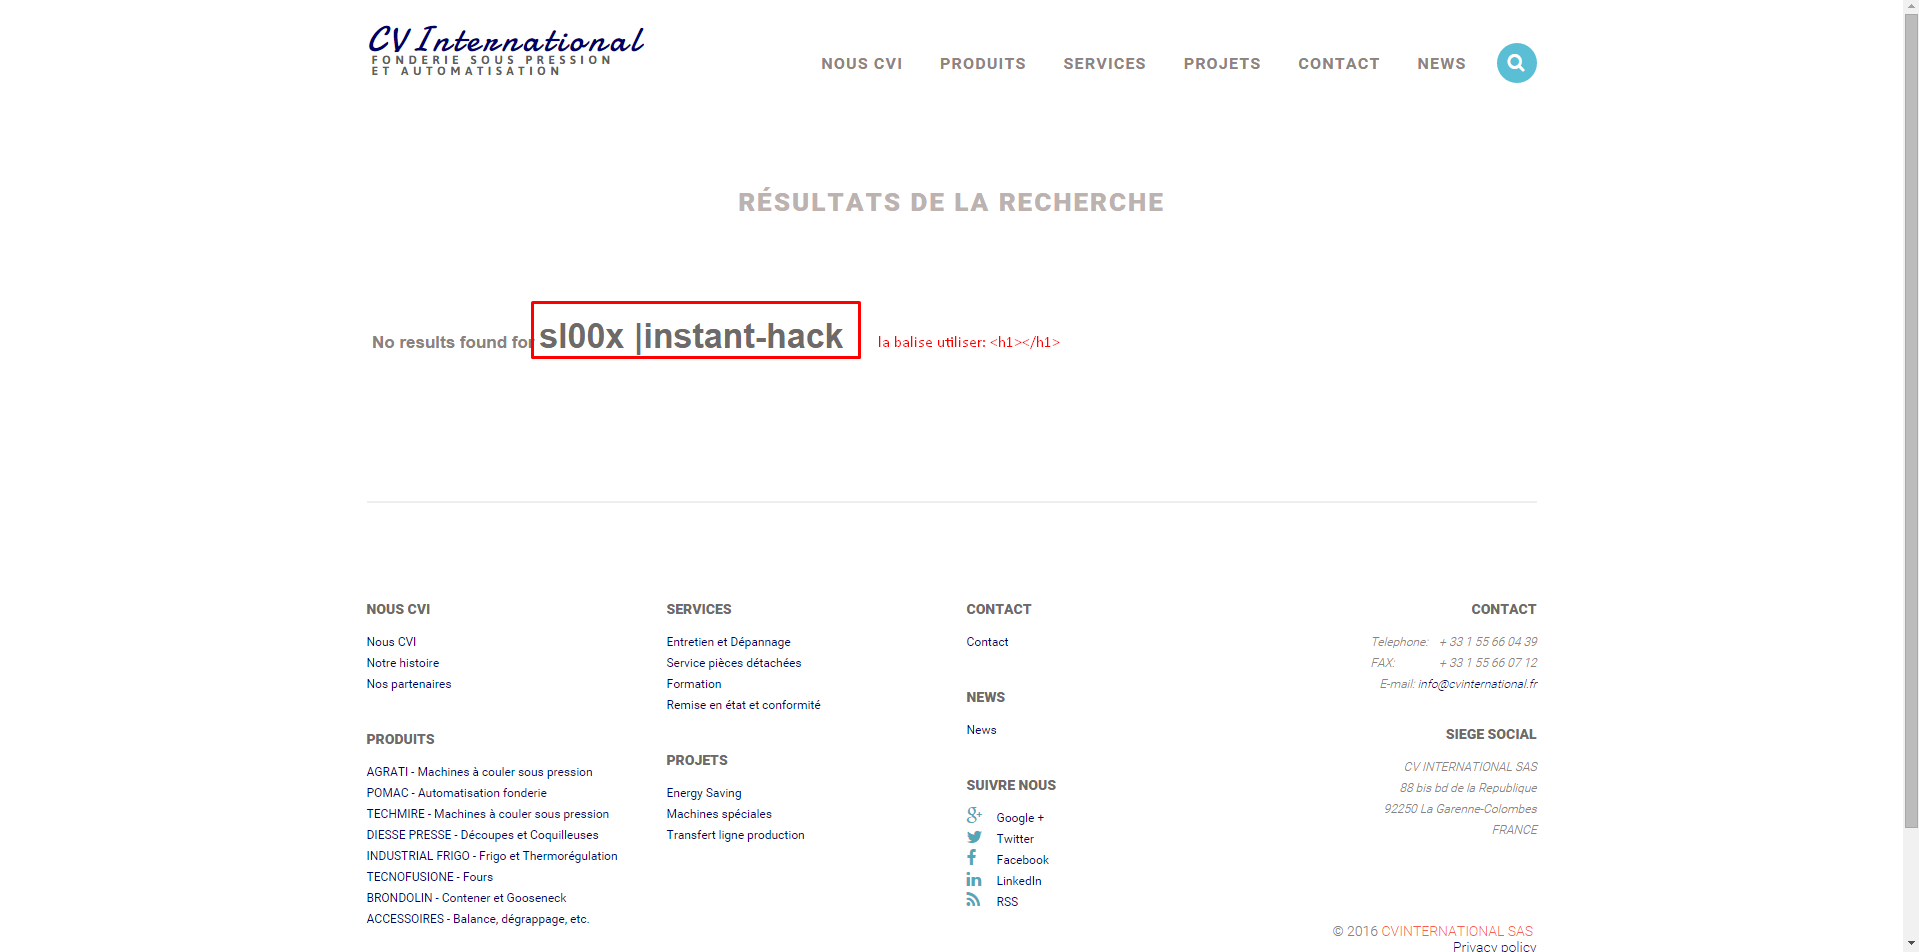 CV International
FONDERIE SOUS PRESSION
ET AUTOMATISATION
NOUS CVI PRODUITS SERVICES PROJETS CONTACT NEWS
RÉSULTATS DE LA RECHERCHE
No results found for sl00x |instant-hack la balise utiliser: <h1></h1>
NOUS CVI
Nous CVI
Notre histoire
Nos partenaires
PRODUITS
AGRATI - Machines à couler sous pression
POMAC - Automatisation fonderie
TECHMIRE - Machines à couler sous pression
DIESSE PRESSE - Découpes et Coquilleuses
INDUSTRIAL FRIGO - Frigo et Thermorégulation
TECNOFUSIONE - Fours
BRONDOLIN - Contener et Gooseneck
ACCESSOIRES - Balance, dégrappage, etc.
SERVICES
Entretien et Dépannage
Service pièces détachées
Formation
Remise en état et conformité
PROJETS
Energy Saving
Machines spéciales
Transfert ligne production
CONTACT
Contact
NEWS
News
SUIVRE NOUS
Google +
Twitter
Facebook
LinkedIn
RSS
CONTACT
Telephone: + 33 1 55 66 04 39
FAX: + 33 1 55 66 07 12
E-mail: info@cvinternational.fr
SIEGE SOCIAL
CV INTERNATIONAL SAS
88 bis bd de la Republique
92250 La Garenne-Colombes
FRANCE
© 2016 CVINTERNATIONAL SAS
Privacy policy